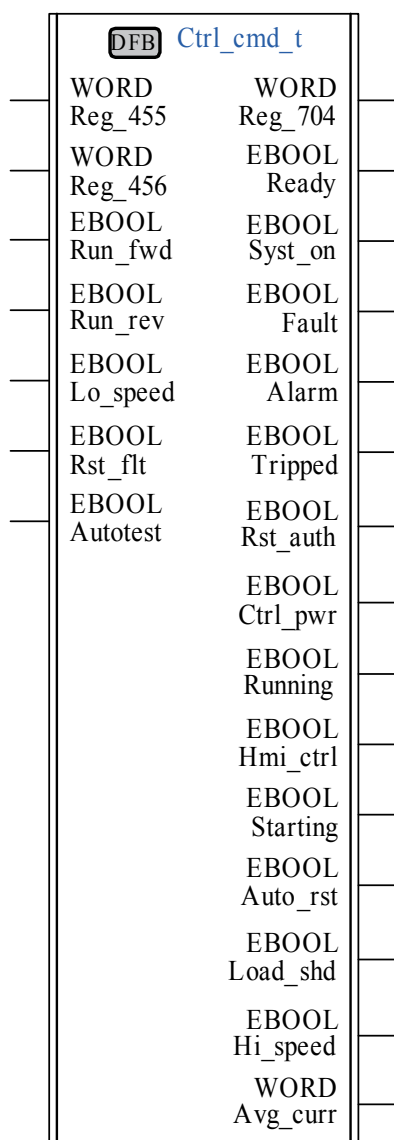 DFB Ctrl_cmd_t
WORD WORD
Reg_455 Reg_704
WORD EBOOL
Reg_456 Ready
EBOOL EBOOL
Run_fwd Syst_on
EBOOL EBOOL
Run_rev Fault
EBOOL EBOOL
Lo_speed Alarm
EBOOL EBOOL
Rst_flt Tripped
EBOOL EBOOL
Autotest Rst_auth
EBOOL
Ctrl_pwr
EBOOL
Running
EBOOL
Hmi_ctrl
EBOOL
Starting
EBOOL
Auto_rst
EBOOL
Load_shd
EBOOL
Hi_speed
WORD
Avg_curr